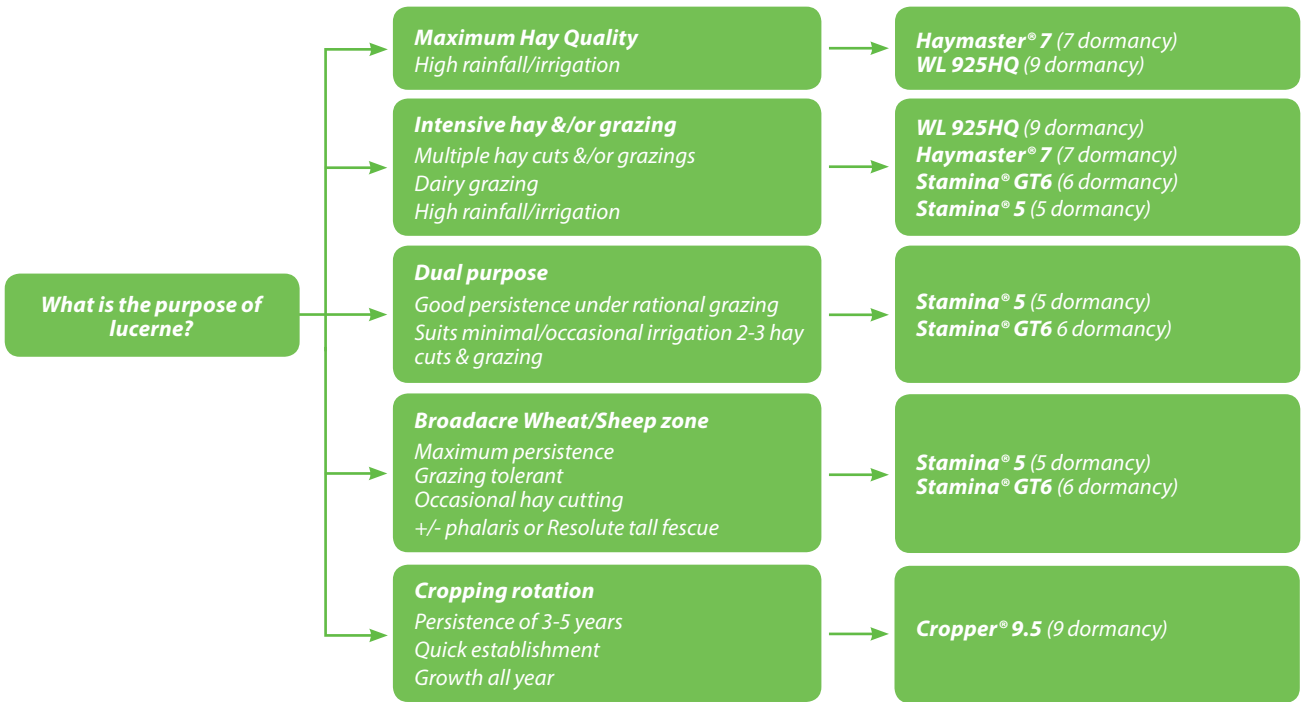 What is the purpose of
lucerne?
Maximum Hay Quality
High rainfall/irrigation
Haymaster® 7 (7 dormancy)
WL 925HQ (9 dormancy)
Intensive hay &/or grazing
Multiple hay cuts &/or grazings
Dairy grazing
High rainfall/irrigation
WL 925HQ (9 dormancy)
Haymaster® 7 (7 dormancy)
Stamina® GT6 (6 dormancy)
Stamina® 5 (5 dormancy)
Dual purpose
Good persistence under rational grazing
Suits minimal/occasional irrigation 2-3 hay
cuts & grazing
Stamina® 5 (5 dormancy)
Stamina® GT6 6 dormancy)
Broadacre Wheat/Sheep zone
Maximum persistence
Grazing tolerant
Occasional hay cutting
+/- phalaris or Resolute tall fescue
Stamina® 5 (5 dormancy)
Stamina® GT6 (6 dormancy)
Cropping rotation
Persistence of 3-5 years
Quick establishment
Growth all year
Cropper® 9.5 (9 dormancy)